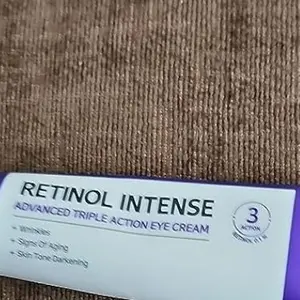 RETINOL INTENSE
ADVANCED TRIPLE ACTION EYE CREAM
+ Wrinkles
+ Signs Of Aging
+ Skin Tone Darkening
3
ACTION